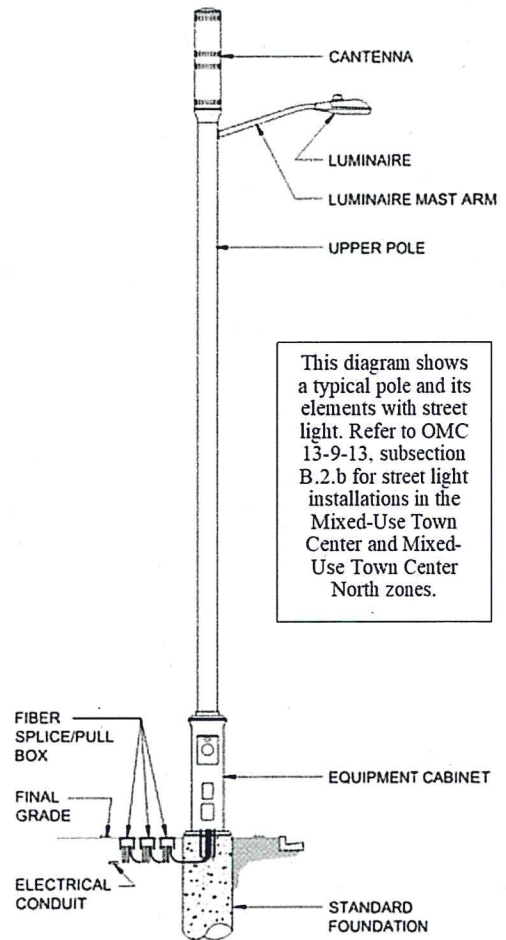 CANTENNA
LUMINAIRE
LUMINAIRE MAST ARM
UPPER POLE
This diagram shows
a typical pole and its
elements with street
light. Refer to OMC
13-9-13, subsection
B.2.b for street light
installations in the
Mixed-Use Town
Center and Mixed-
Use Town Center
North zones.
FIBER
SPLICE/PULL
BOX
EQUIPMENT CABINET
FINAL
GRADE
ELECTRICAL
CONDUIT
STANDARD
FOUNDATION